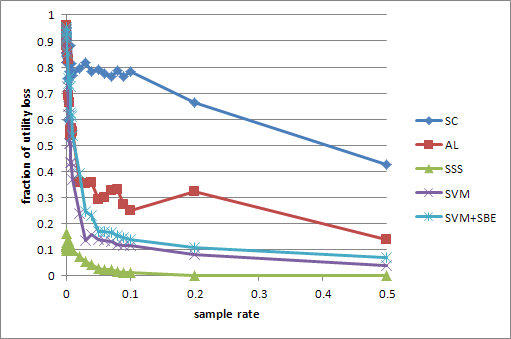 fraction of utility loss
1
0.9
0.8
0.7
0.6
0.5
0.4
0.3
0.2
0.1
0
0 0.1 0.2 0.3 0.4 0.5
sample rate
SC
AL
SSS
SVM
SVM+SBE